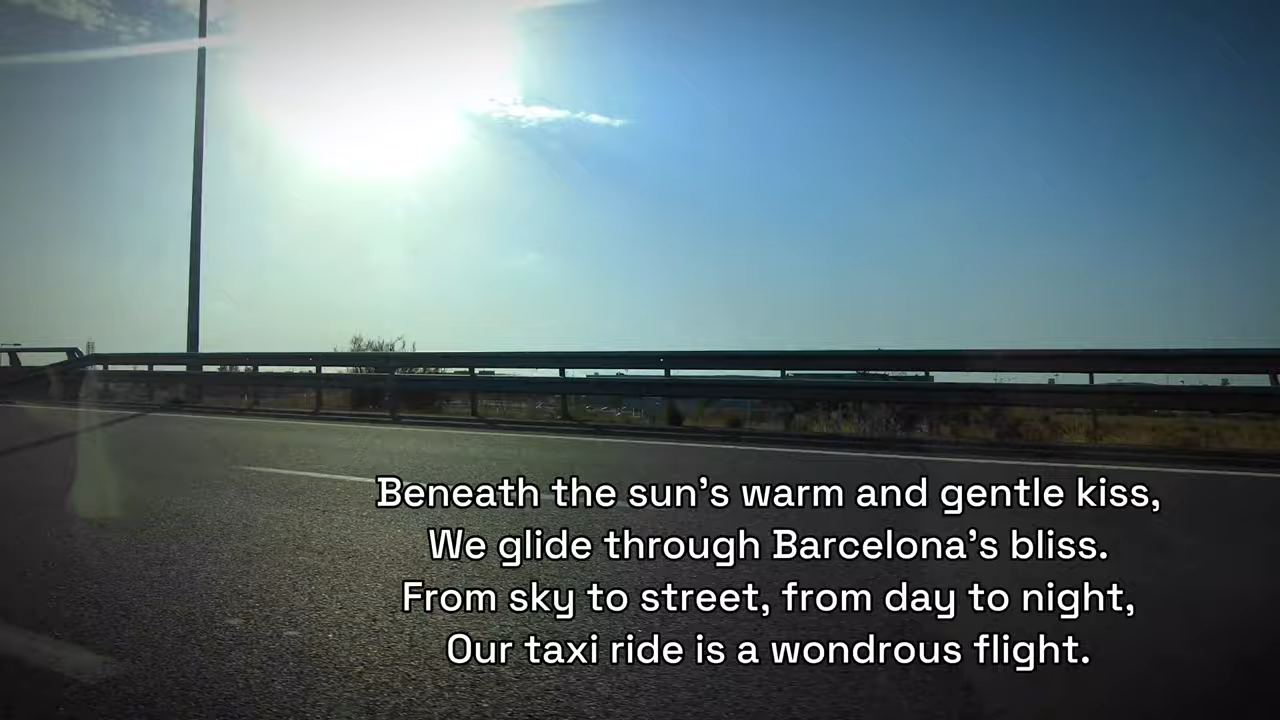 Beneath the sun's warm and gentle kiss,
We glide through Barcelona's bliss.
From sky to street, from day to night,
Our taxi ride is a wondrous flight.